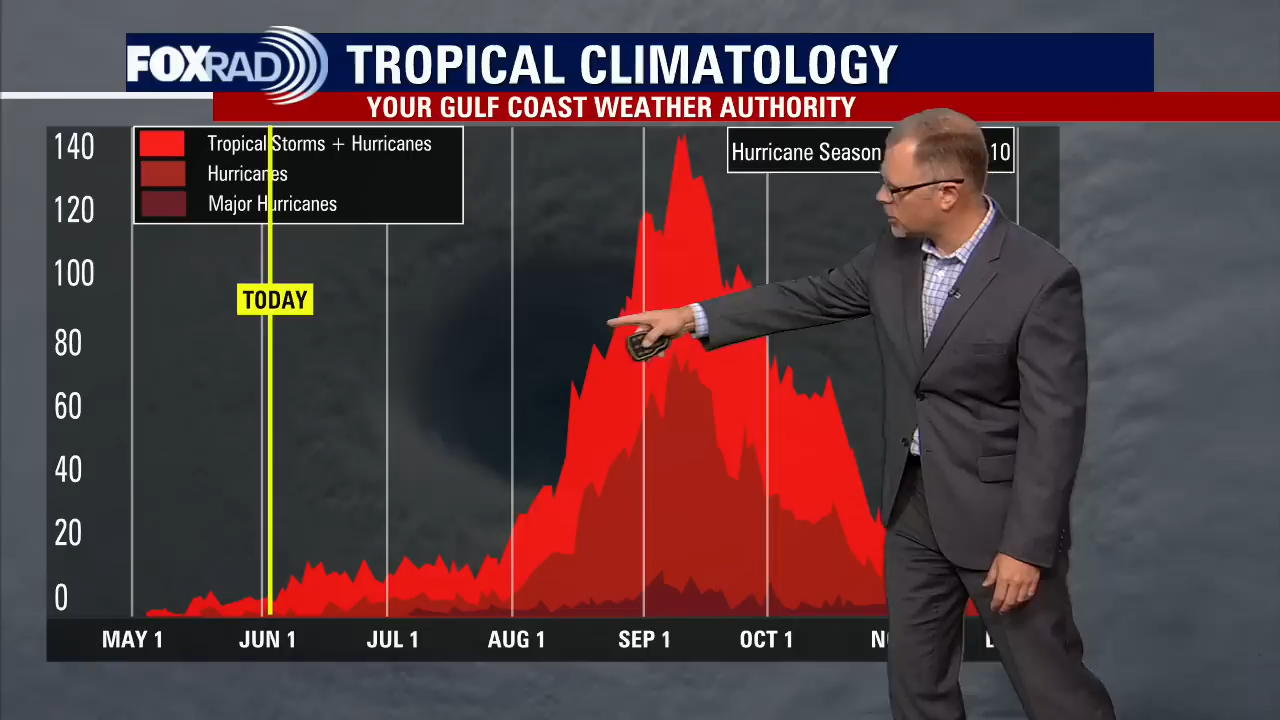 FOXRAD TROPICAL CLIMATOLOGY
YOUR GULF COAST WEATHER AUTHORITY
140
120
100
80
60
40
20
0
Tropical Storms + Hurricanes
Hurricanes
Major Hurricanes
Hurricane Season
10
TODAY
MAY 1 JUN 1 JUL 1 AUG 1 SEP 1 OCT 1